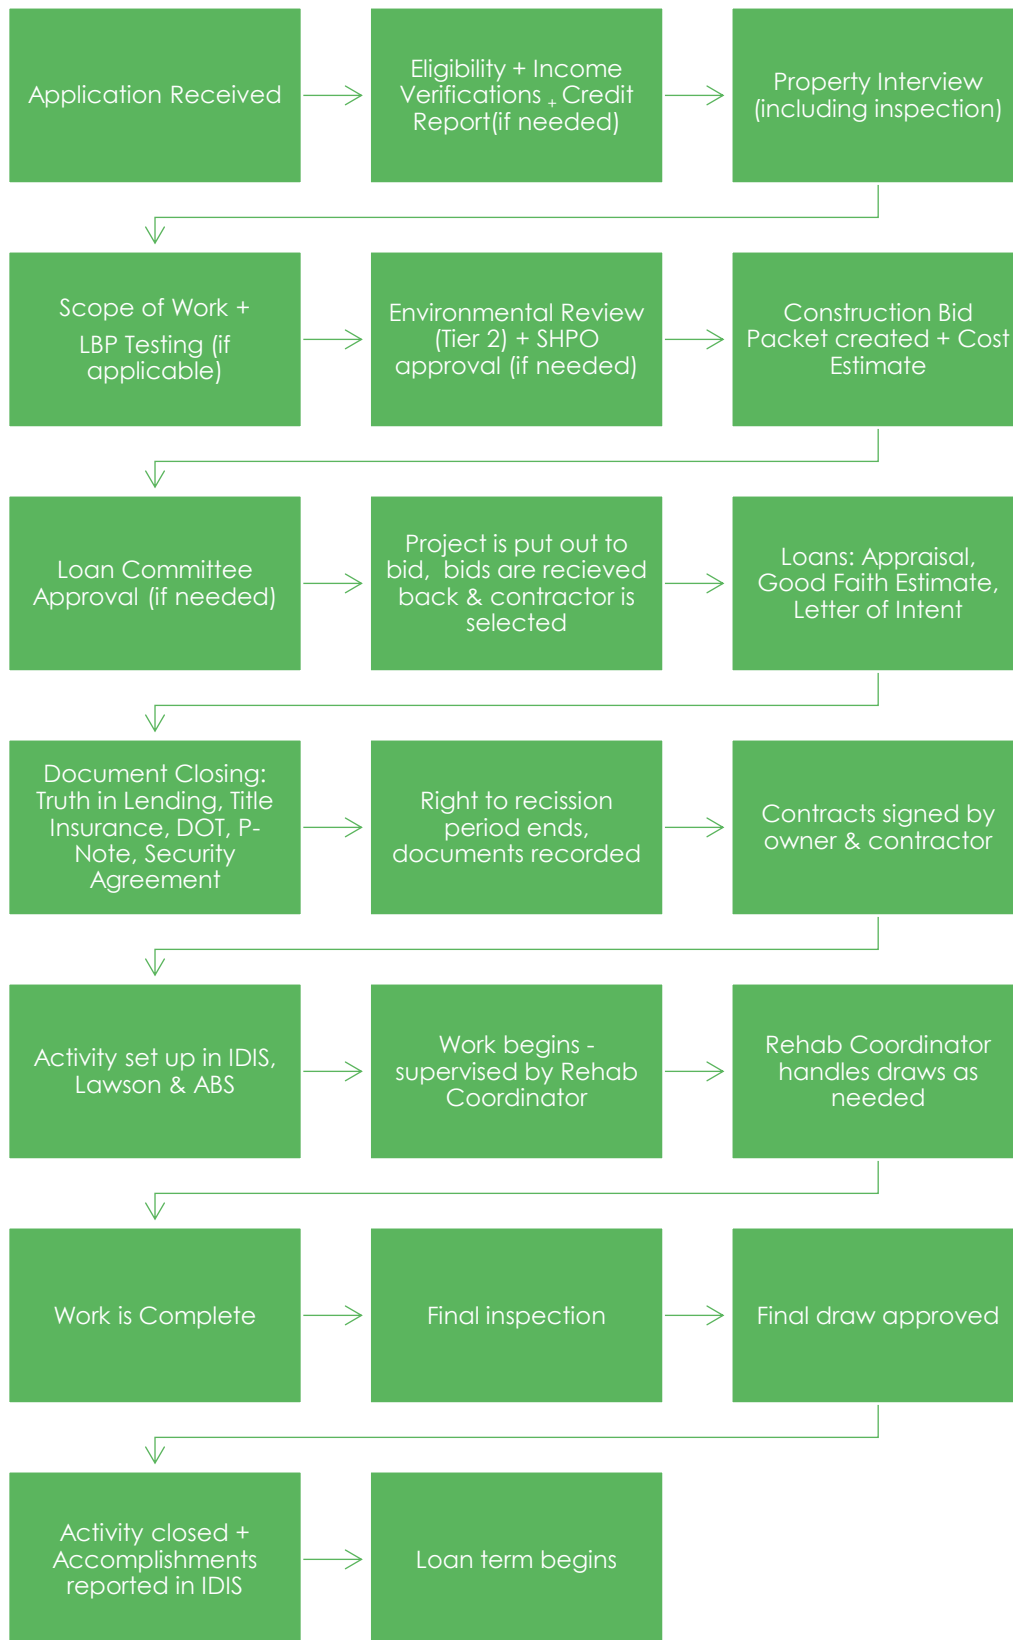 Application Received
Eligibility + Income
Verifications + Credit
Report(if needed)
Property Interview
(including inspection)
Scope of Work +
LBP Testing (if
applicable)
Environmental Review
(Tier 2) + SHPO
approval (if needed)
Construction Bid
Packet created + Cost
Estimate
Loan Committee
Approval (if needed)
Project is put out to
bid,  bids are recieved
back & contractor is
selected
Loans: Appraisal,
Good Faith Estimate,
Letter of Intent
Document Closing:
Truth in Lending, Title
Insurance, DOT, P-
Note, Security
Agreement
Right to recission
period ends,
documents recorded
Contracts signed by
owner & contractor
Activity set up in IDIS,
Lawson & ABS
Work begins -
supervised by Rehab
Coordinator
Rehab Coordinator
handles draws as
needed
Work is Complete
Final inspection
Final draw approved
Activity closed +
Accomplishments
reported in IDIS
Loan term begins